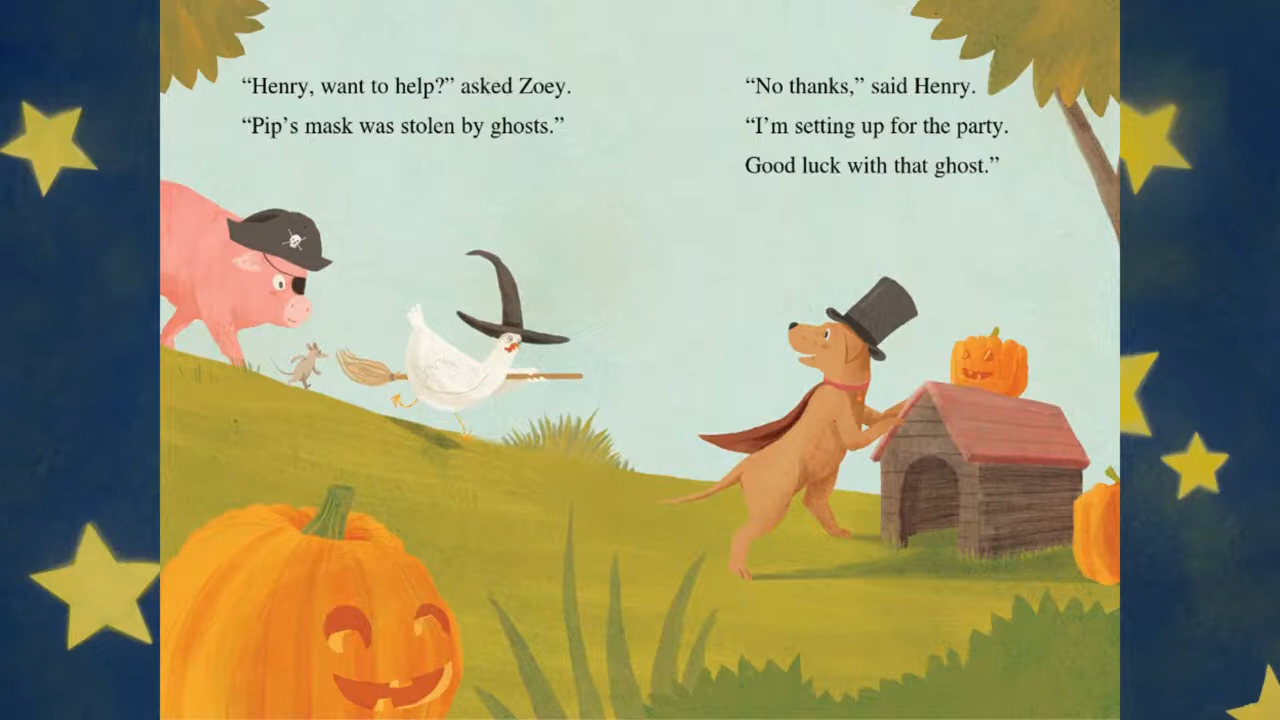 “Henry, want to help?” asked Zoey.
“Pip’s mask was stolen by ghosts.”
“No thanks,” said Henry.
“I’m setting up for the party.
Good luck with that ghost.”